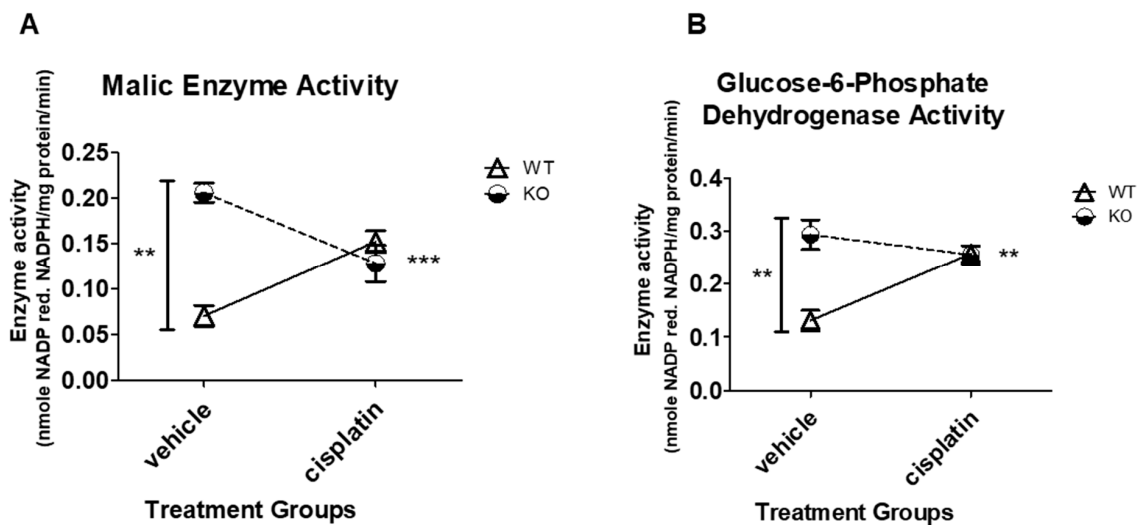 A
Malic Enzyme Activity
Enzyme activity
(nmole NADP red. NADPH/mg protein/min)
0.25
0.20
0.15
0.10
0.05
0.00
**
***
WT
KO
vehicle
cisplatin
Treatment Groups
B
Glucose-6-Phosphate
Dehydrogenase Activity
Enzyme activity
(nmole NADP red. NADPH/mg protein/min)
0.4
0.3
0.2
0.1
0.0
**
**
WT
KO
vehicle
cisplatin
Treatment Groups